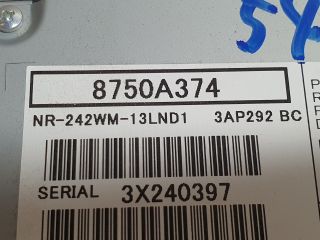 8750A374
NR-242WM-13LND1 3AP292 BC
SERIAL 3X240397